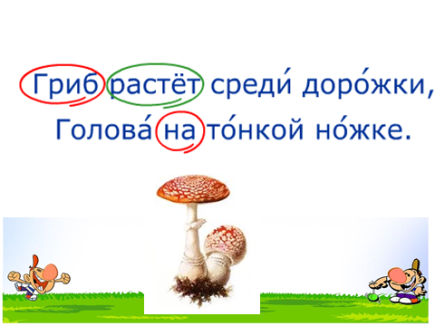 Гриб растёт среди́ доро́жки,
Голова́ на то́нкой но́жке.